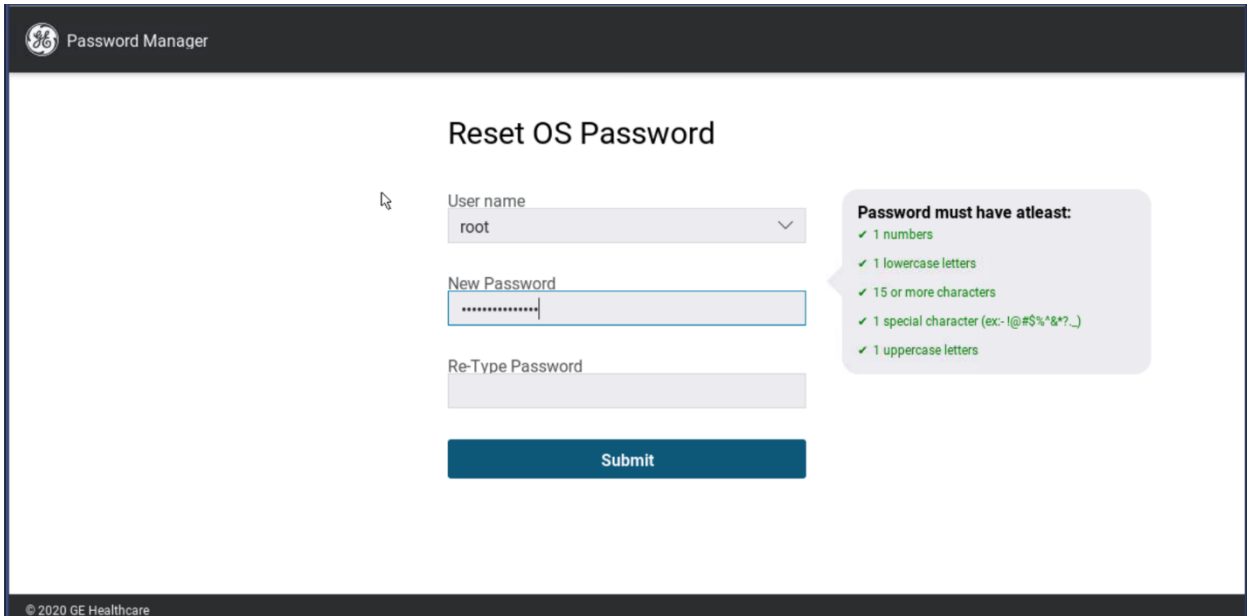 Password Manager
Reset OS Password
User name
root
New Password
•••••••••••••••
Re-Type Password
Submit
Password must have atleast:
✔ 1 numbers
✔ 1 lowercase letters
✔ 15 or more characters
✔ 1 special character (ex:- !@#$%^&*?._)
✔ 1 uppercase letters
© 2020 GE Healthcare